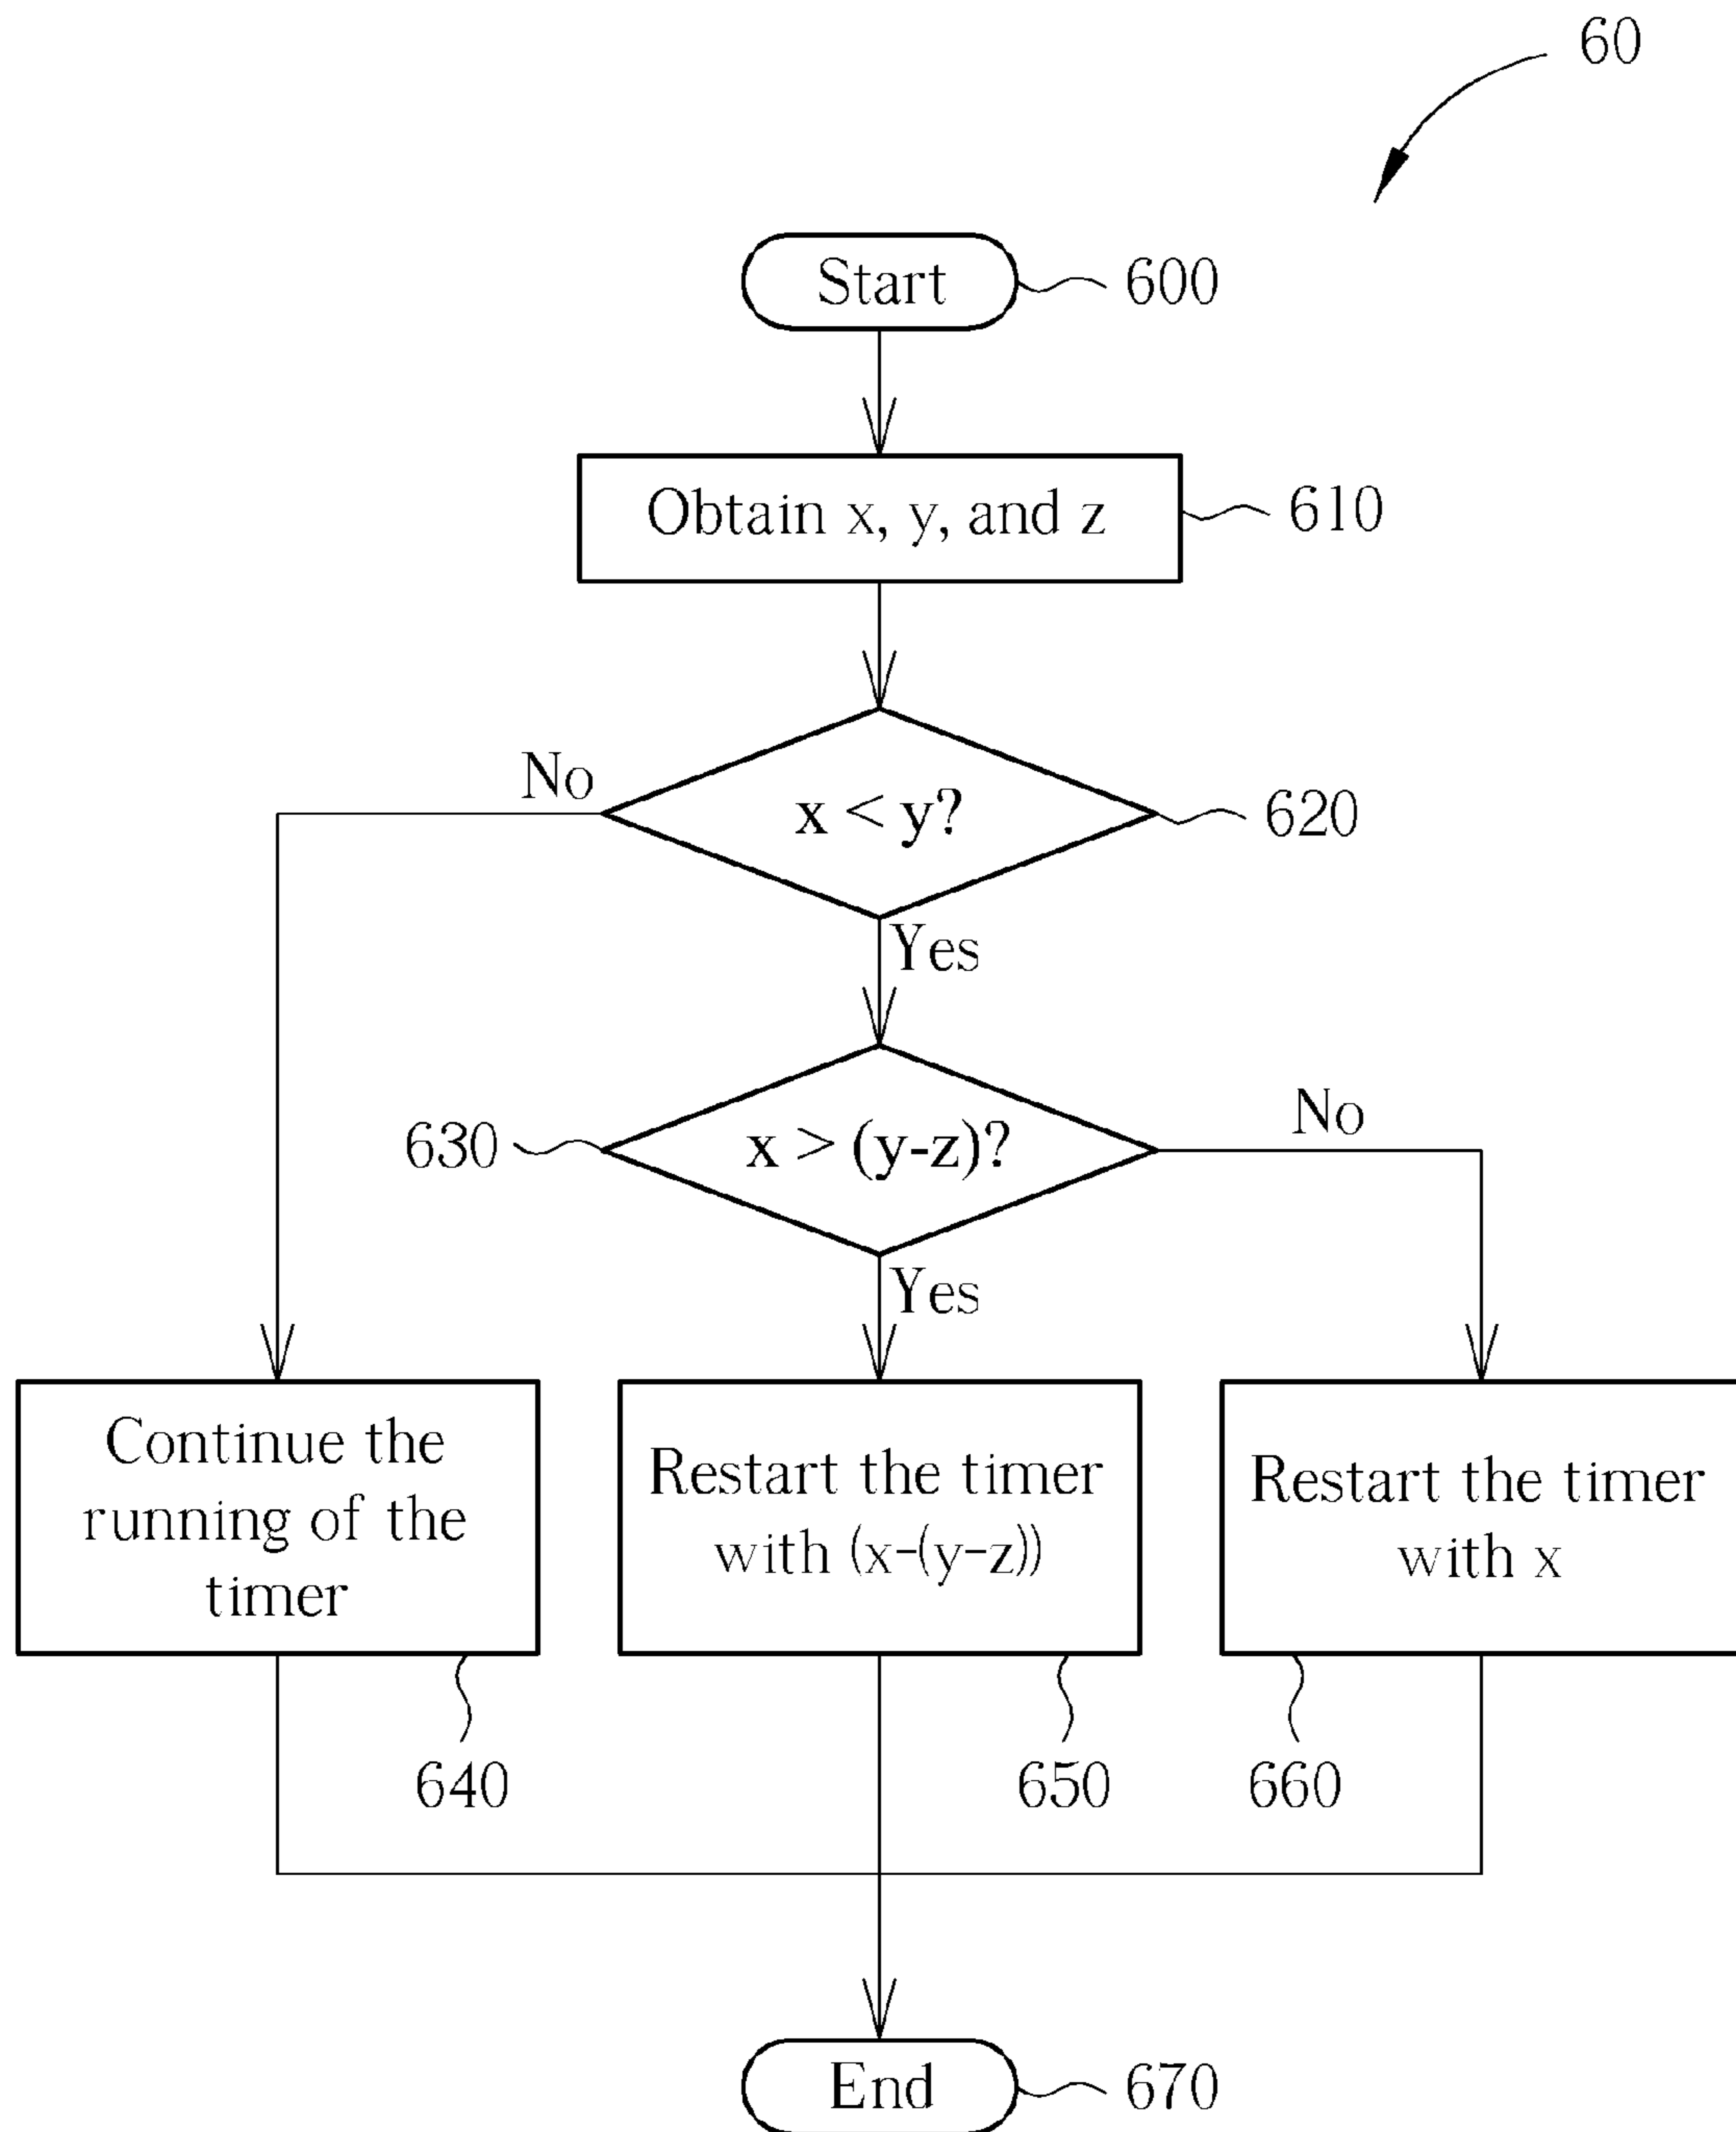 60
Start
600
Obtain x, y, and z
610
No
x < y?
620
Yes
630
x > (y-z)?
No
Yes
Continue the
running of the
timer
Restart the timer
with (x-(y-z))
Restart the timer
with x
640
650
660
End
670